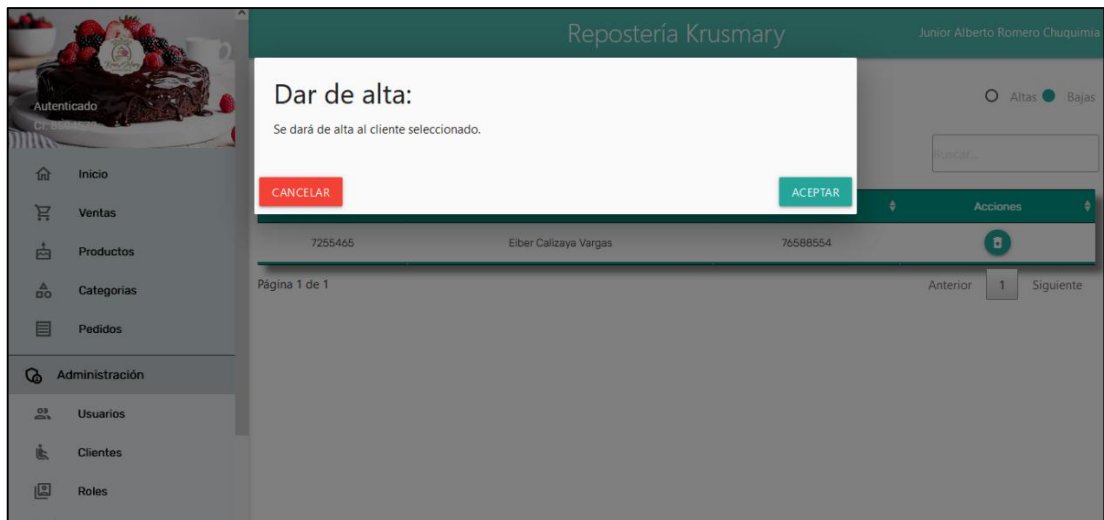 Repostería Krusmary
Junior Alberto Romero Chuquimia
Autenticado
Dar de alta:
Se dará de alta al cliente seleccionado.
CANCELAR
ACEPTAR
Altas
Bajas
Buscar...
Acciones
7255465
Eiber Calizaya Vargas
76588554
Página 1 de 1
Anterior
1
Siguiente
Inicio
Ventas
Productos
Categorias
Pedidos
Administración
Usuarios
Clientes
Roles